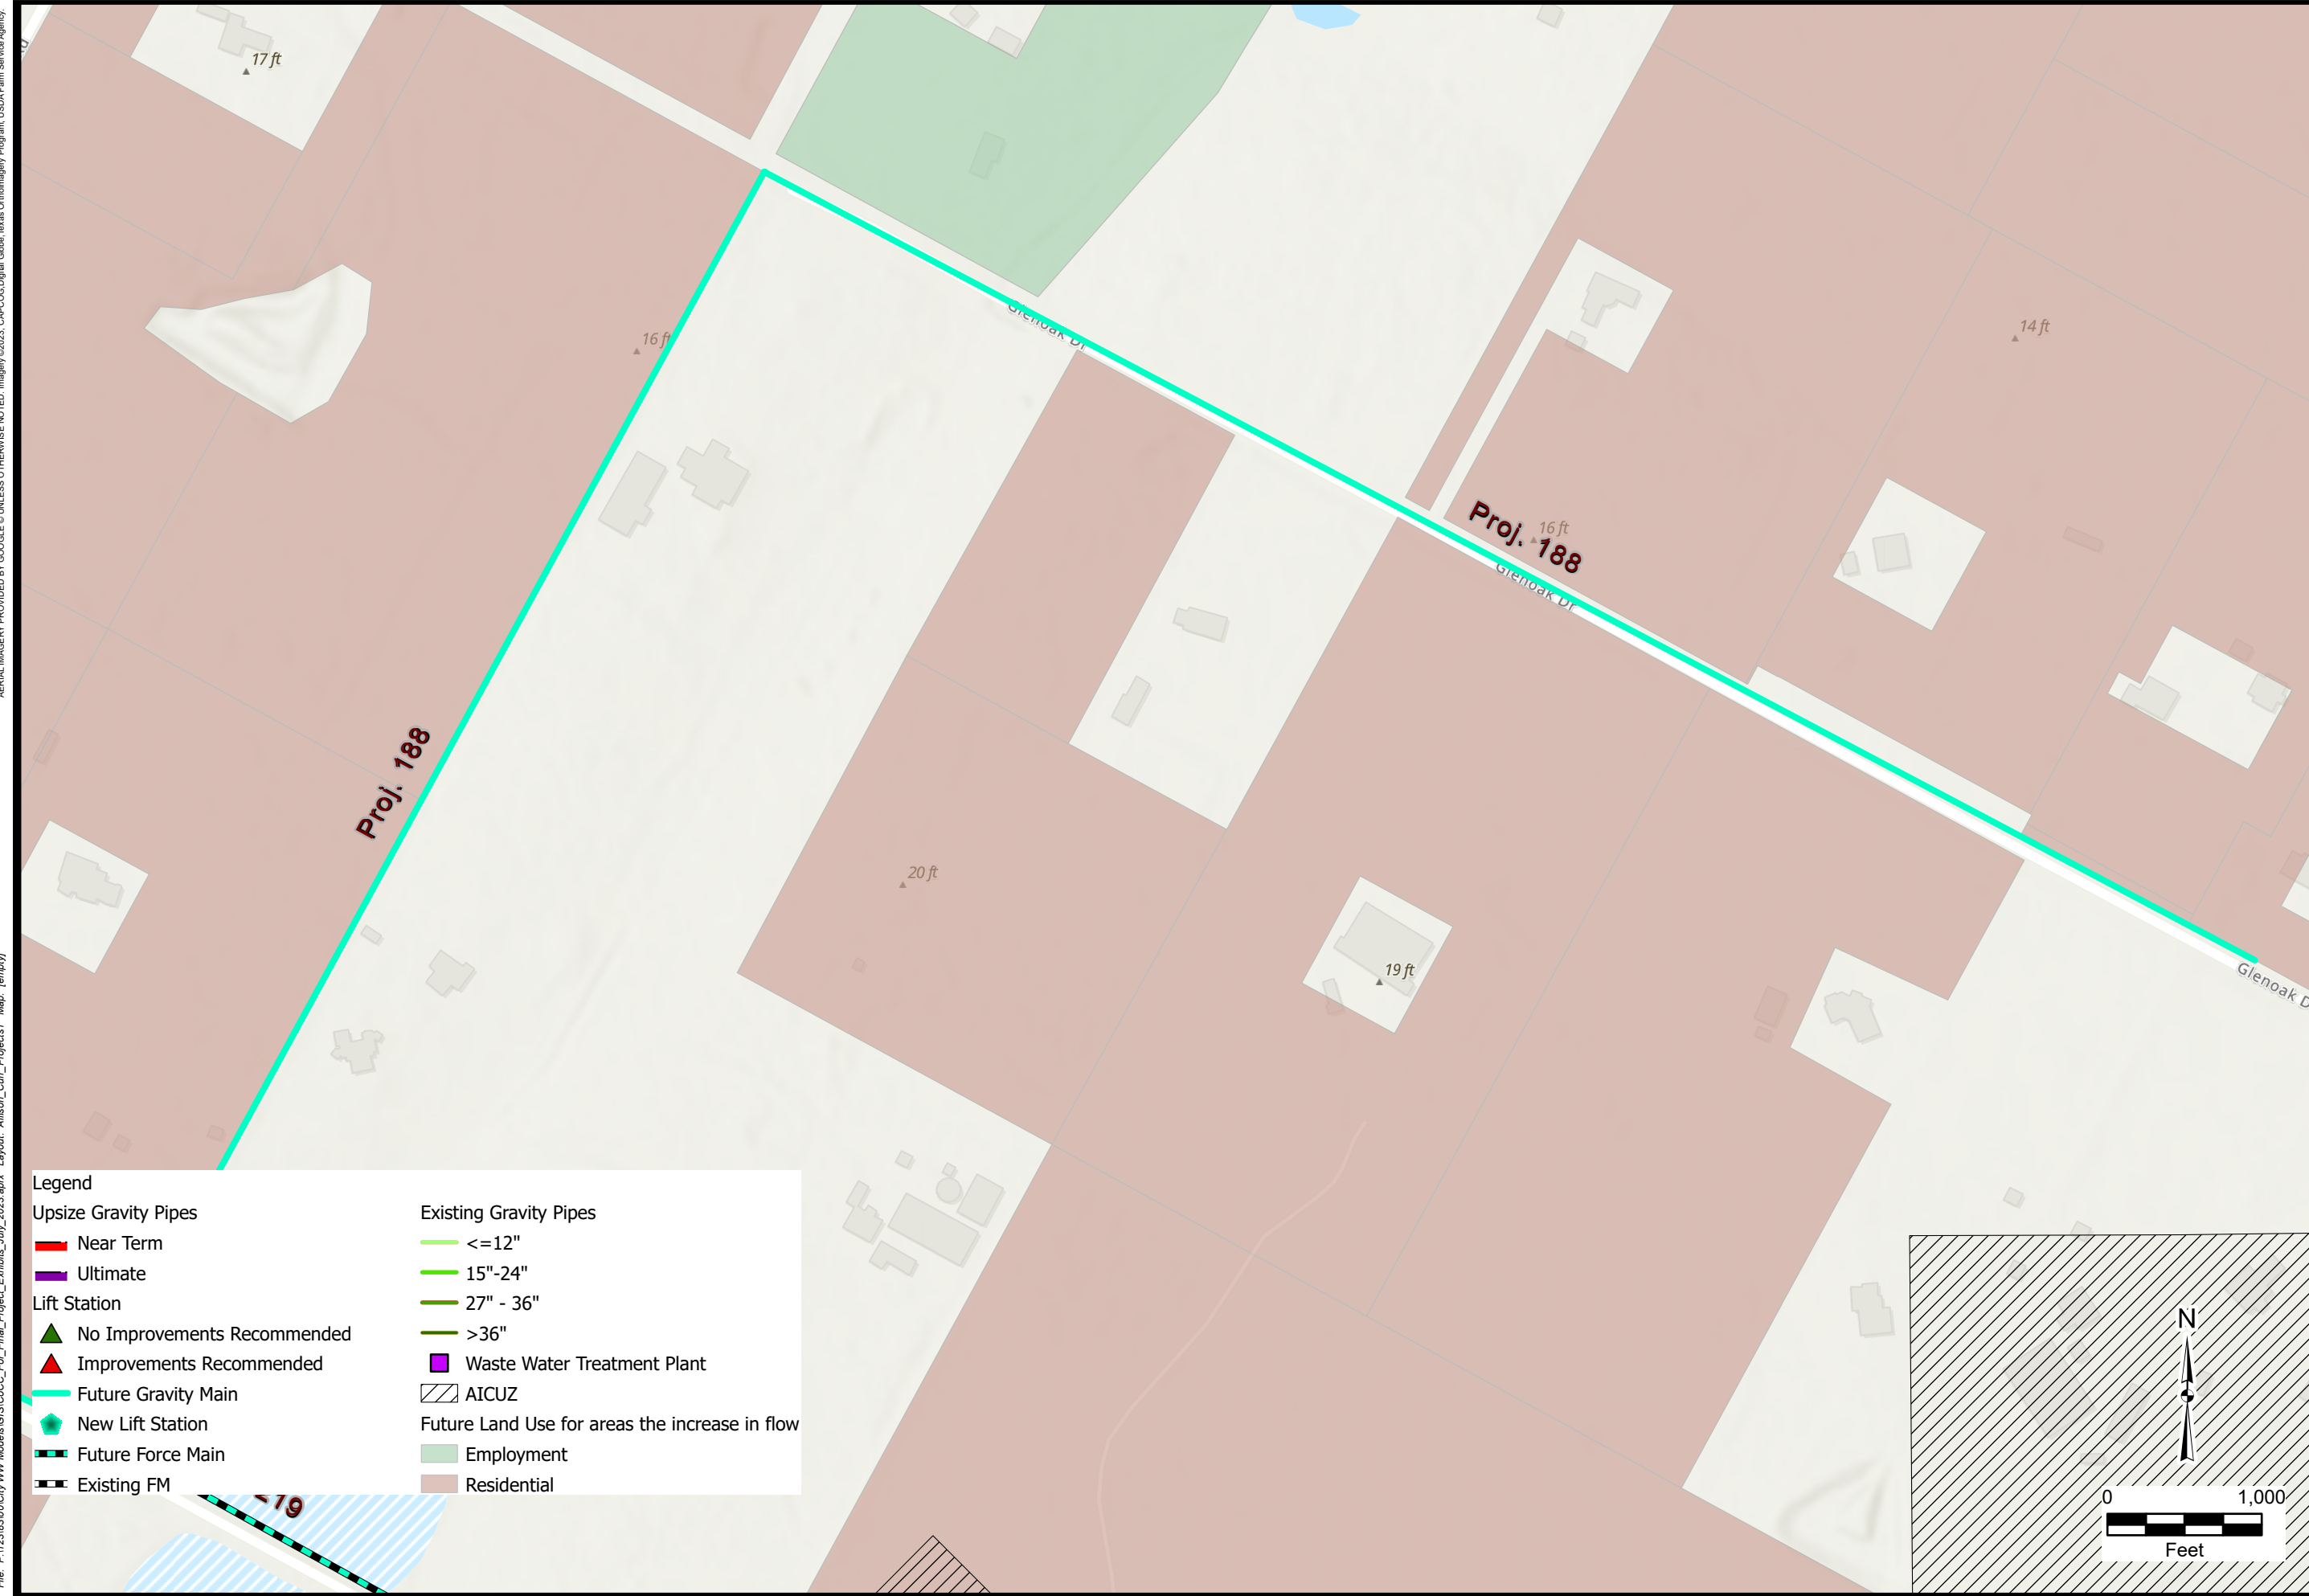 17 ft
16 ft
Glenoak Dr
14 ft
Proj. 188
16 ft
Glenoak Dr
Proj. 188
20 ft
19 ft
Glenoak D
Legend
Upsize Gravity Pipes
Near Term
Ultimate
Lift Station
No Improvements Recommended
Improvements Recommended
Future Gravity Main
New Lift Station
Future Force Main
Existing FM
Existing Gravity Pipes
<=12"
15"-24"
27" - 36"
>36"
Waste Water Treatment Plant
AICUZ
Future Land Use for areas the increase in flow
Employment
Residential
219
N
0 1,000
Feet